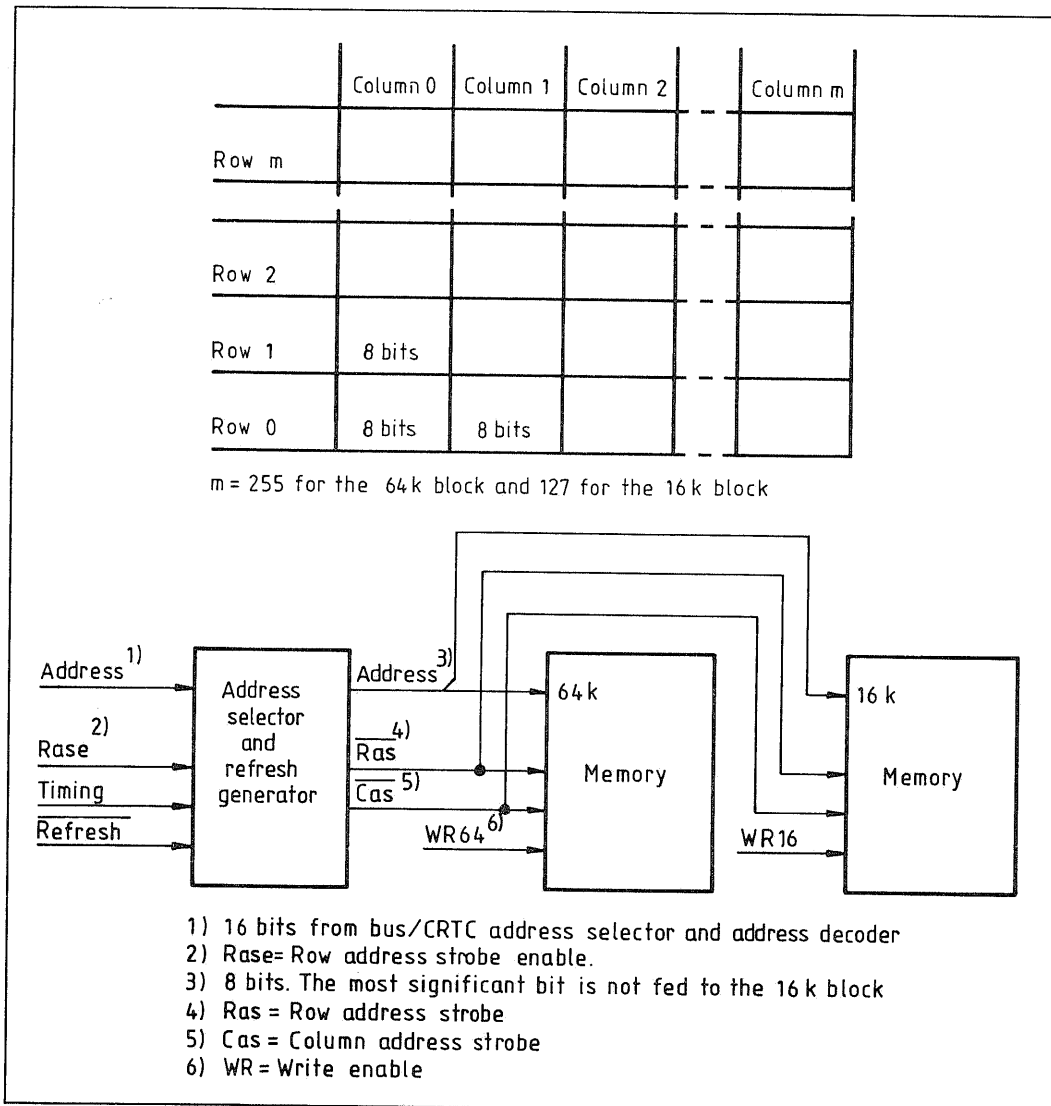 Column 0 Column 1 Column 2 Column m
Row m
Row 2
Row 1 8 bits
Row 0 8 bits 8 bits
m = 255 for the 64k block and 127 for the 16k block
Address 1)
Rase 2)
Timing
Refresh
Address
selector
and
refresh
generator
Address 3)
Ras 4)
Cas 5)
WR64 6)
64k
Memory
WR16
16k
Memory
1) 16 bits from bus/CRTC address selector and address decoder
2) Rase= Row address strobe enable.
3) 8 bits. The most significant bit is not fed to the 16k block
4) Ras = Row address strobe
5) Cas = Column address strobe
6) WR = Write enable